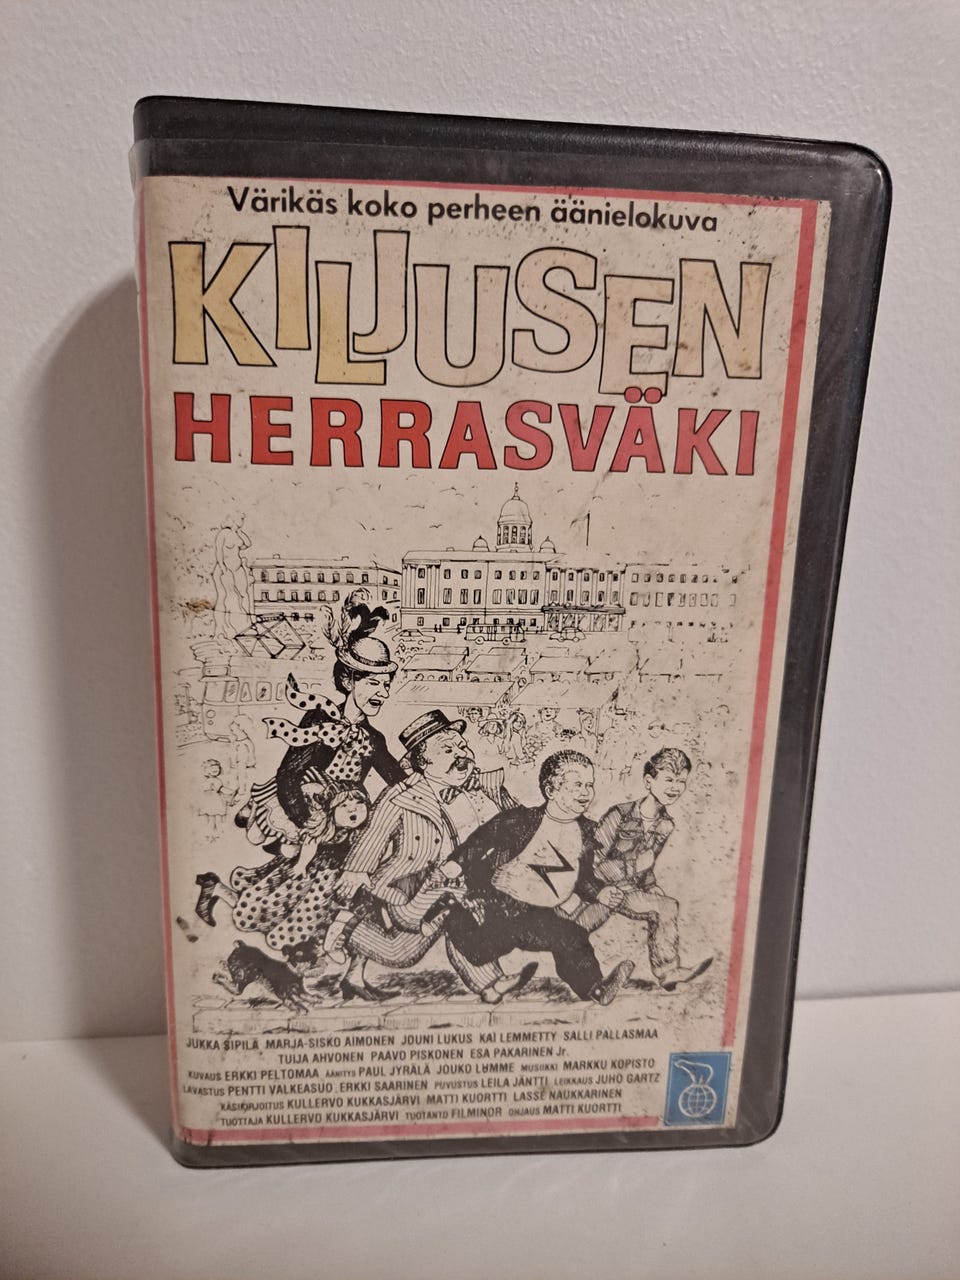 Värikäs koko perheen äänielokuva
KILJUSEN
HERRASVÄKI
JUKKA SIPILÄ MARJA-SISKO AIMONEN JOUNI LUKUS KAI LEMMETTY SALLI PALLASMAA
TUIJA AHVONEN PAAVO PISKONEN ESA PAKARINEN Jr.
KUVAUS ERKKI PELTOMAA ÄÄNITYS PAUL JYRÄLÄ JOUKO LUMME MUSIIKKI MARKKU KOPISTO
LAVASTUS PENTTI VALKEASUO ERKKI SAARINEN PUVUSTUS LEILA JÄNTTI LEIKKAUS JUHO GARTZ
KÄSIKIRJOITUS KULLERVO KUKKASJÄRVI MATTI KUORTTI LASSE NAUKKARINEN
TUOTTAJA KULLERVO KUKKASJÄRVI TUOTANTO FILMINOR OHJAUS MATTI KUORTTI